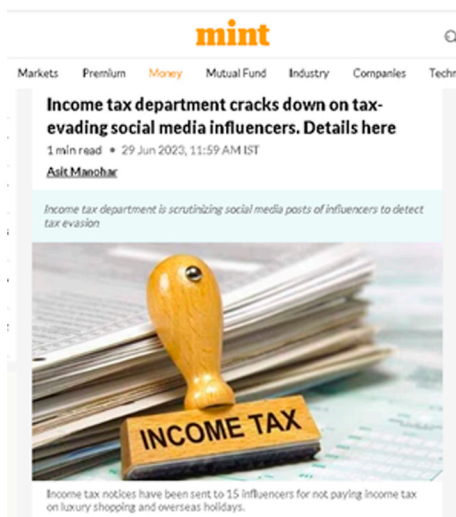 mint
Markets Premium Money Mutual Fund Industry Companies
Income tax department cracks down on tax-
evading social media influencers. Details here
1 min read • 29 Jun 2023, 11:59 AM IST
Asit Manohar
Income tax department is scrutinizing social media posts of influencers to detect
tax evasion
INCOME TAX
Income tax notices have been sent to 15 influencers for not paying income tax
on luxury shopping and overseas holidays.